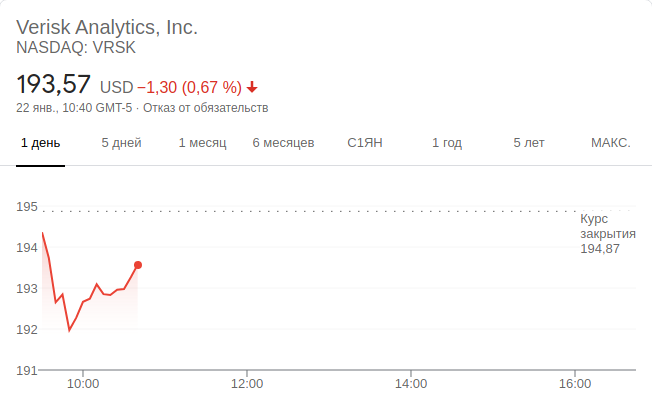 Verisk Analytics, Inc.
NASDAQ: VRSK
193,57 USD −1,30 (0,67 %)
22 янв., 10:40 GMT-5 · Отказ от обязательств
1 день 5 дней 1 месяц 6 месяцев С1ЯН 1 год 5 лет МАКС.
195
Курс
закрытия
194,87
194
193
192
191
10:00 12:00 14:00 16:00